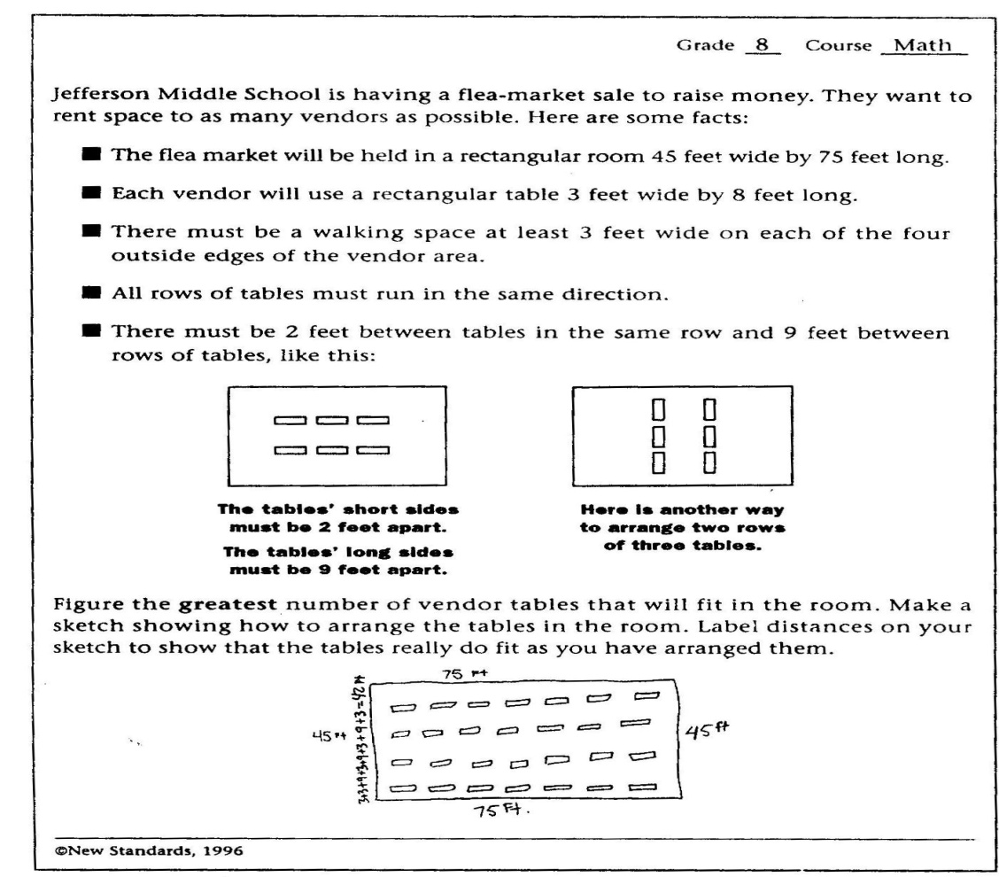 Grade 8 Course Math
Jefferson Middle School is having a flea-market sale to raise money. They want to
rent space to as many vendors as possible. Here are some facts:
■ The flea market will be held in a rectangular room 45 feet wide by 75 feet long.
■ Each vendor will use a rectangular table 3 feet wide by 8 feet long.
■ There must be a walking space at least 3 feet wide on each of the four
outside edges of the vendor area.
■ All rows of tables must run in the same direction.
■ There must be 2 feet between tables in the same row and 9 feet between
rows of tables, like this:
The tables' short sides
must be 2 feet apart.
The tables' long sides
must be 9 feet apart.
Here is another way
to arrange two rows
of three tables.
Figure the greatest number of vendor tables that will fit in the room. Make a
sketch showing how to arrange the tables in the room. Label distances on your
sketch to show that the tables really do fit as you have arranged them.
75 Ft
45 Ft
3+3+9+3+9+3+9+3=42 ft
45 ft
75 Ft.
©New Standards, 1996